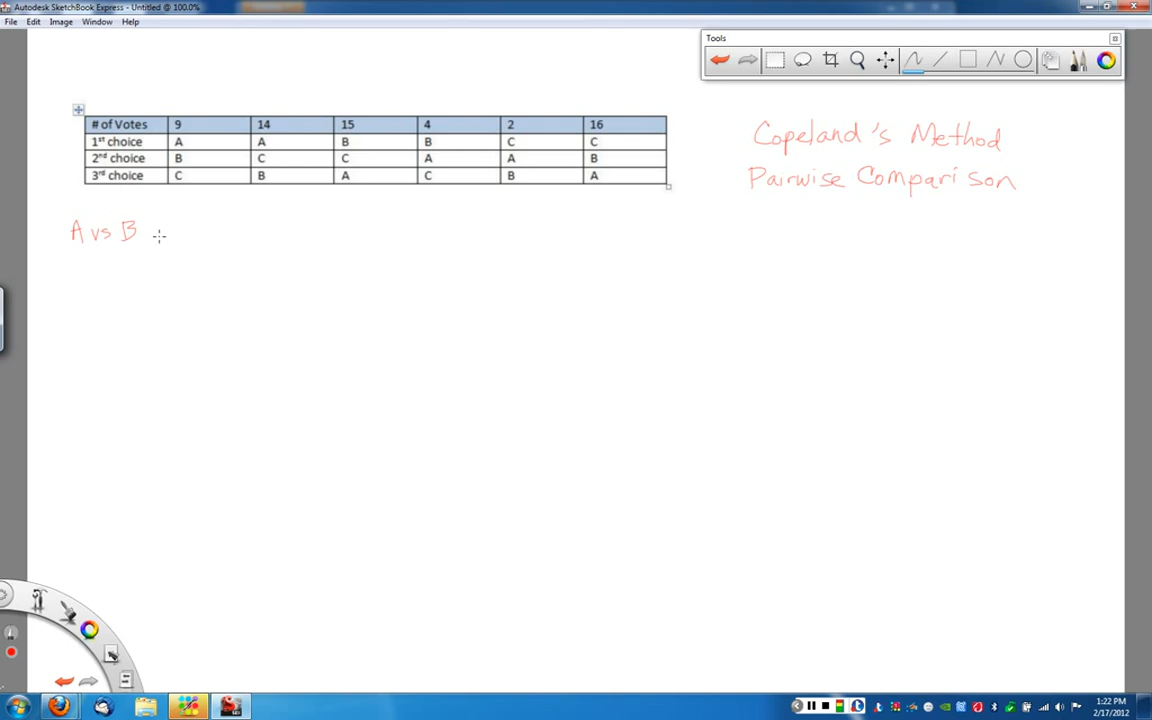 Autodesk SketchBook Express - Untitled @ 100.0%
File Edit Image Window Help
Tools
# of Votes 9 14 15 4 2 16
1st choice A A B B C C
2nd choice B C C A A B
3rd choice C B A C B A
Copeland's Method
Pairwise Comparison
A vs B
1:22 PM
2/17/2012